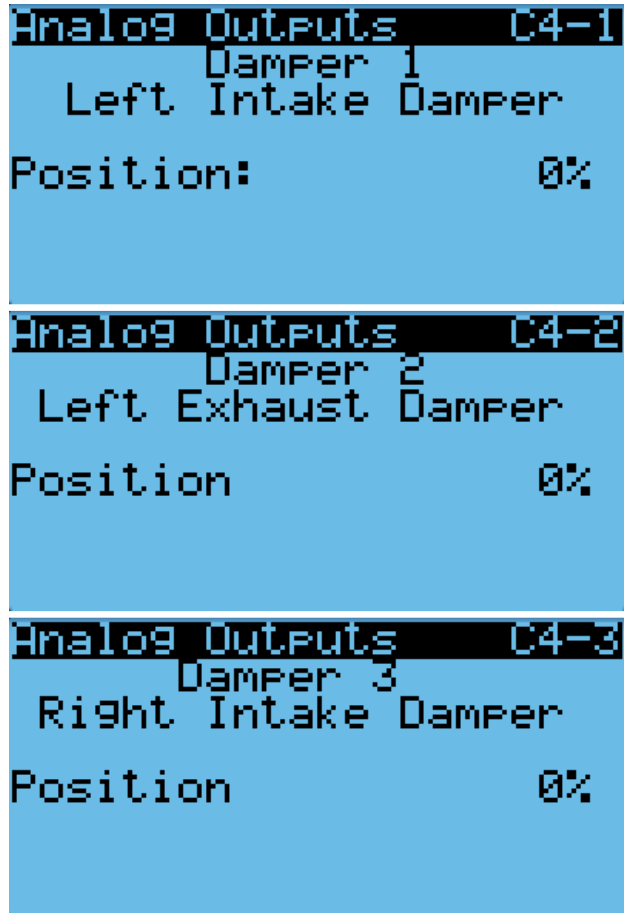 Analog Outputs C4-1
Damper 1
Left Intake Damper
Position: 0%
Analog Outputs C4-2
Damper 2
Left Exhaust Damper
Position 0%
Analog Outputs C4-3
Damper 3
Right Intake Damper
Position 0%